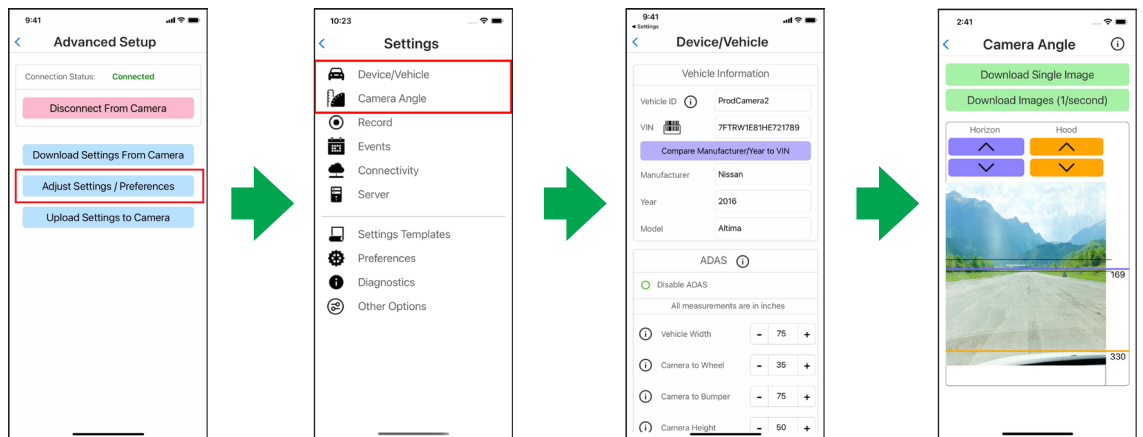 9:41
Advanced Setup
Connection Status: Connected
Disconnect From Camera
Download Settings From Camera
Adjust Settings / Preferences
Upload Settings to Camera
10:23
Settings
Device/Vehicle
Camera Angle
Record
Events
Connectivity
Server
Settings Templates
Preferences
Diagnostics
Other Options
9:41
Settings
Device/Vehicle
Vehicle Information
Vehicle ID ProdCamera2
VIN 7FTRW1E81HE721789
Compare Manufacturer/Year to VIN
Manufacturer Nissan
Year 2016
Model Altima
ADAS
Disable ADAS
All measurements are in inches
Vehicle Width - 75 +
Camera to Wheel - 35 +
Camera to Bumper - 75 +
Camera Height - 50 +
2:41
Camera Angle
Download Single Image
Download Images (1/second)
Horizon Hood
169
330